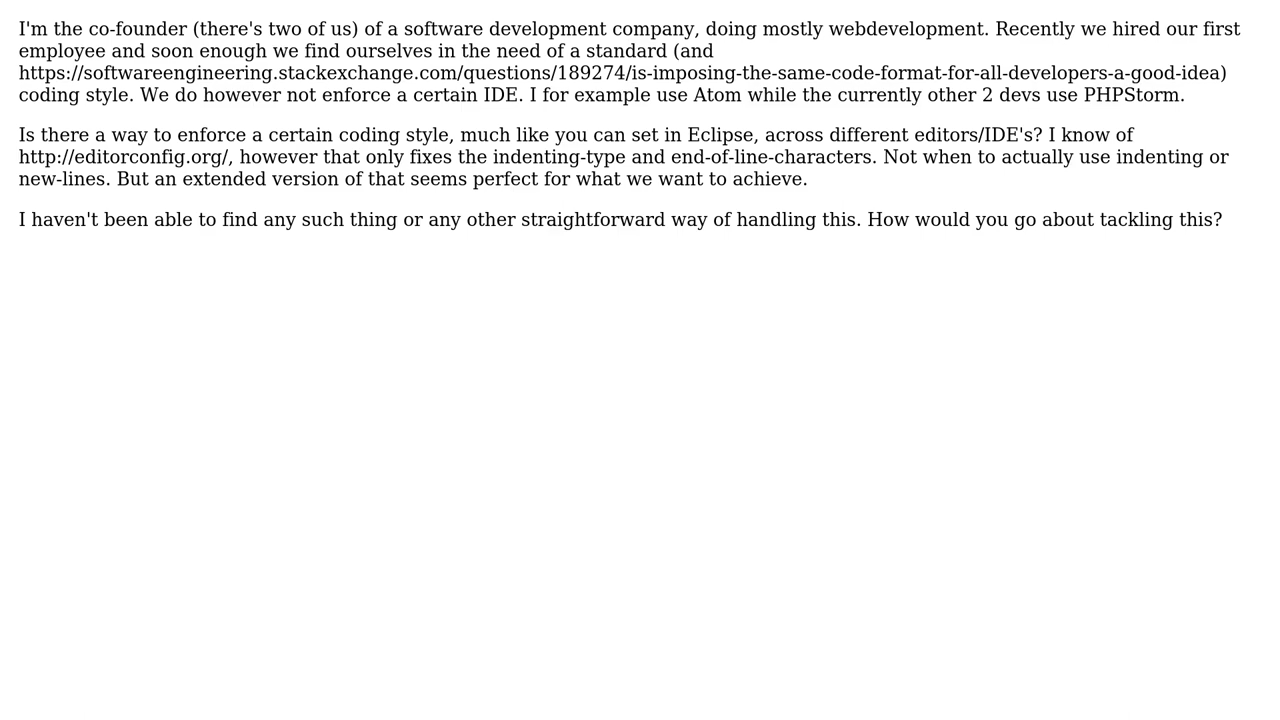 I'm the co-founder (there's two of us) of a software development company, doing mostly webdevelopment. Recently we hired our first
employee and soon enough we find ourselves in the need of a standard (and
https://softwareengineering.stackexchange.com/questions/189274/is-imposing-the-same-code-format-for-all-developers-a-good-idea)
coding style. We do however not enforce a certain IDE. I for example use Atom while the currently other 2 devs use PHPStorm.
Is there a way to enforce a certain coding style, much like you can set in Eclipse, across different editors/IDE's? I know of
http://editorconfig.org/, however that only fixes the indenting-type and end-of-line-characters. Not when to actually use indenting or
new-lines. But an extended version of that seems perfect for what we want to achieve.
I haven't been able to find any such thing or any other straightforward way of handling this. How would you go about tackling this?